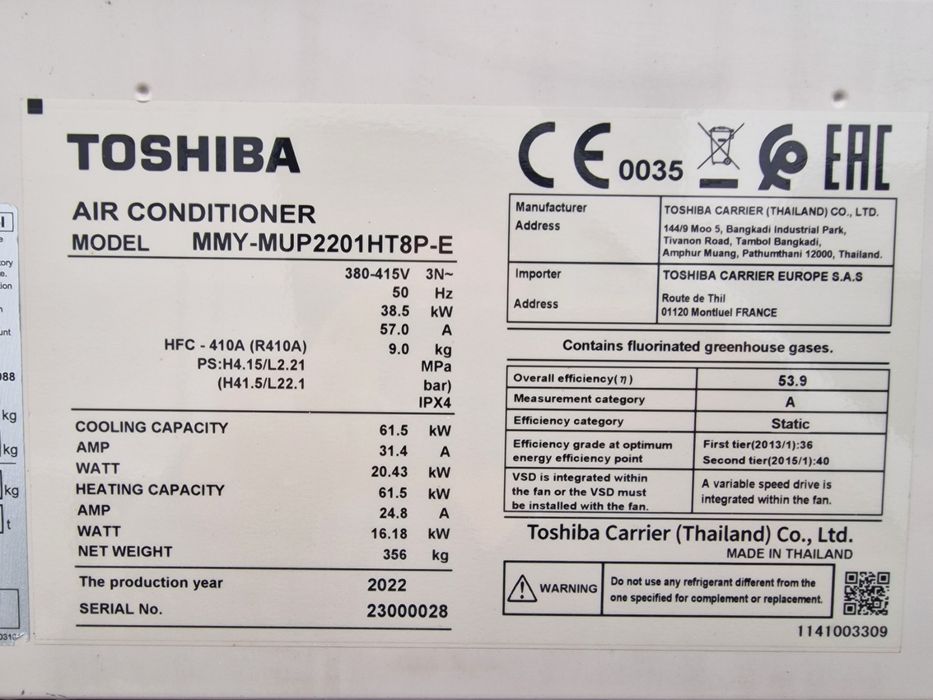 TOSHIBA
CE 0035 EAC
AIR CONDITIONER
MODEL MMY-MUP2201HT8P-E
380-415V 3N~
50 Hz
38.5 kW
57.0 A
HFC - 410A (R410A) 9.0 kg
PS:H4.15/L2.21 MPa
(H41.5/L22.1 bar)
IPX4
COOLING CAPACITY 61.5 kW
AMP 31.4 A
WATT 20.43 kW
HEATING CAPACITY 61.5 kW
AMP 24.8 A
WATT 16.18 kW
NET WEIGHT 356 kg
The production year 2022
SERIAL No. 23000028
Manufacturer TOSHIBA CARRIER (THAILAND) CO., LTD.
Address 144/9 Moo 5, Bangkadi Industrial Park,
Tivanon Road, Tambol Bangkadi,
Amphur Muang, Pathumthani 12000, Thailand.
Importer TOSHIBA CARRIER EUROPE S.A.S
Address Route de Thil
01120 Montluel FRANCE
Contains fluorinated greenhouse gases.
Overall efficiency(η) 53.9
Measurement category A
Efficiency category Static
Efficiency grade at optimum First tier(2013/1):36
energy efficiency point Second tier(2015/1):40
VSD is integrated within
the fan or the VSD must
be installed with the fan.
A variable speed drive is
integrated within the fan.
Toshiba Carrier (Thailand) Co., Ltd.
MADE IN THAILAND
WARNING
Do not use any refrigerant different from the
one specified for complement or replacement.
1141003309
088
kg
kg
kg
t